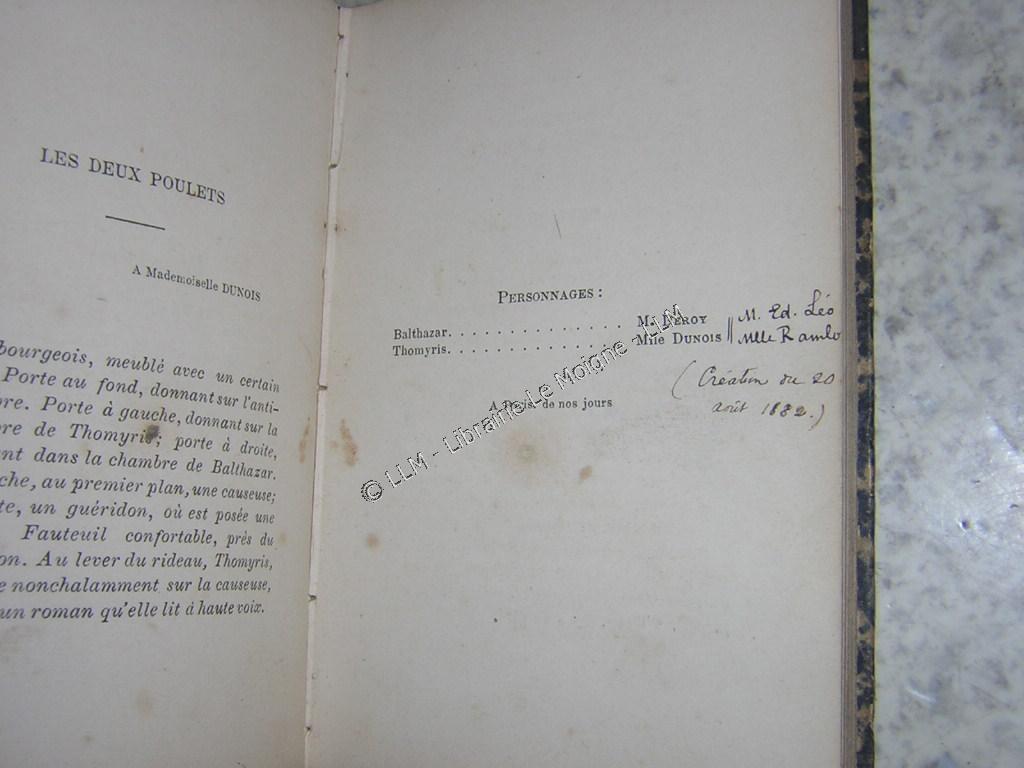 LES DEUX POULETS
A Mademoiselle DUNOIS
bourgeois, meublé avec un certain
Porte au fond, donnant sur l'anti-
re. Porte à gauche, donnant sur la
re de Thomyris; porte à droite,
nt dans la chambre de Balthazar.
che, au premier plan, une causeuse;
te, un guéridon, où est posée une
Fauteuil confortable, près du
on. Au lever du rideau, Thomyris,
e nonchalamment sur la causeuse,
un roman qu'elle lit à haute voix.
PERSONNAGES :
Balthazar. . . . . . . . . . . . . . . M. LEROY M. Ed. Léo
Thomyris. . . . . . . . . . . . . . . Mlle DUNOIS Mlle
A Paris, de nos jours
(Création du 20
août 1882.)
© LLM - Librairie Le Moigne - LLM